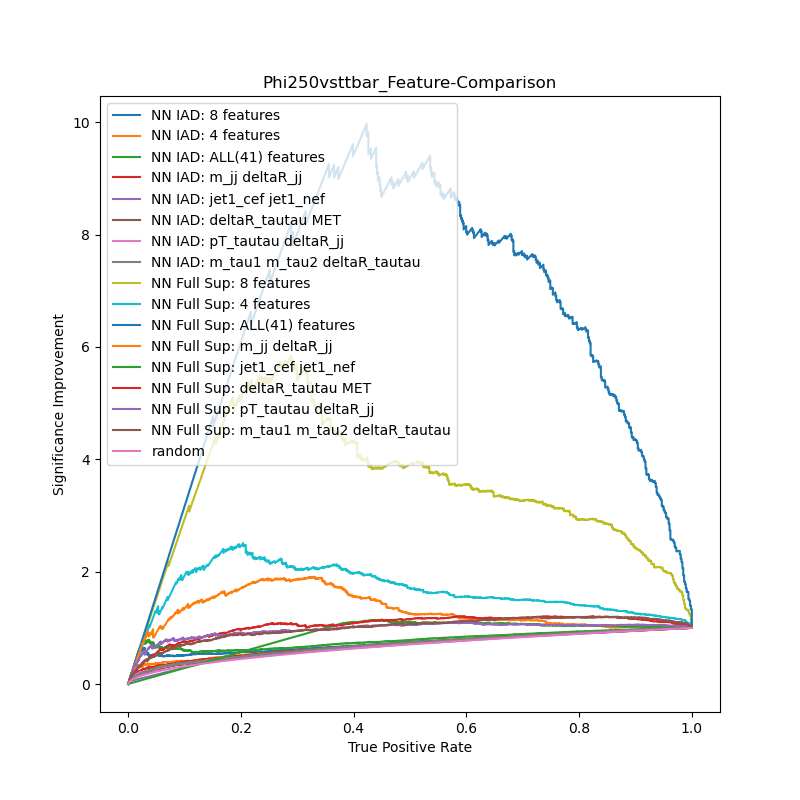 Phi250vsttbar_Feature-Comparison
NN IAD: 8 features
NN IAD: 4 features
NN IAD: ALL(41) features
NN IAD: m_jj deltaR_jj
NN IAD: jet1_cef jet1_nef
NN IAD: deltaR_tautau MET
NN IAD: pT_tautau deltaR_jj
NN IAD: m_tau1 m_tau2 deltaR_tautau
NN Full Sup: 8 features
NN Full Sup: 4 features
NN Full Sup: ALL(41) features
NN Full Sup: m_jj deltaR_jj
NN Full Sup: jet1_cef jet1_nef
NN Full Sup: deltaR_tautau MET
NN Full Sup: pT_tautau deltaR_jj
NN Full Sup: m_tau1 m_tau2 deltaR_tautau
random
Significance Improvement
10
8
6
4
2
0
0.0 0.2 0.4 0.6 0.8 1.0
True Positive Rate